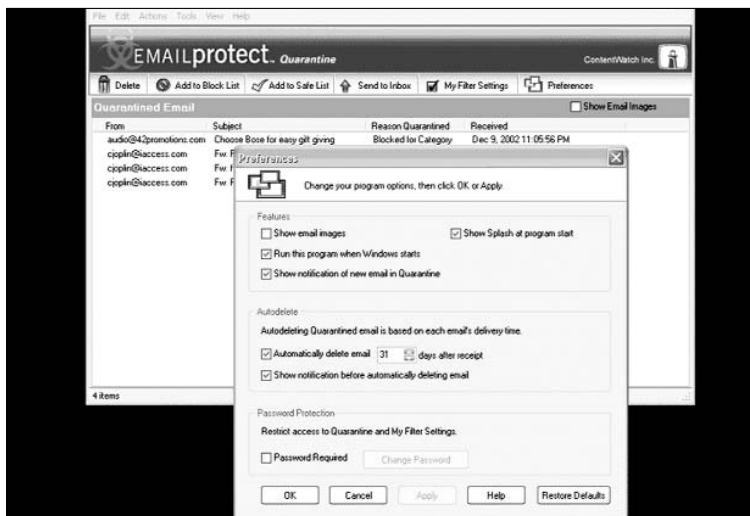 File Edit Actions Tools View Help
EMAILprotect™ Quarantine
ContentWatch Inc.
Delete Add to Block List Add to Safe List Send to Inbox My Filter Settings Preferences
Quarantined Email Show Email Images
From Subject Reason Quarantined Received
audio@42promotions.com Choose Bose for easy gift giving Blocked for Category Dec 9, 2002 11:05:56 PM
cjoplin@iaccess.com Fw:
cjoplin@iaccess.com Fw:
cjoplin@iaccess.com Fw:
Preferences
Change your program options, then click OK or Apply.
Features
Show email images Show Splash at program start
Run this program when Windows starts
Show notification of new email in Quarantine
Autodelete
Autodeleting Quarantined email is based on each email's delivery time.
Automatically delete email 31 days after receipt
Show notification before automatically deleting email
4 items
Password Protection
Restrict access to Quarantine and My Filter Settings.
Password Required Change Password
OK Cancel Apply Help Restore Defaults